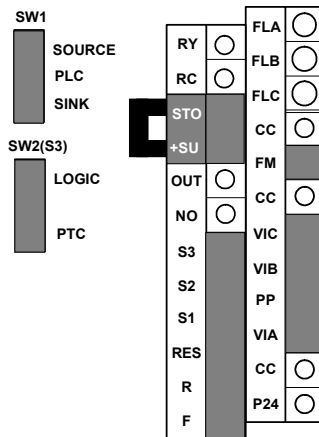 SW1
SOURCE
PLC
SINK
SW2(S3)
LOGIC
PTC
RY
RC
STO
+SU
OUT
NO
S3
S2
S1
RES
R
F
FLA
FLB
FLC
CC
FM
CC
VIC
VIB
PP
VIA
CC
P24